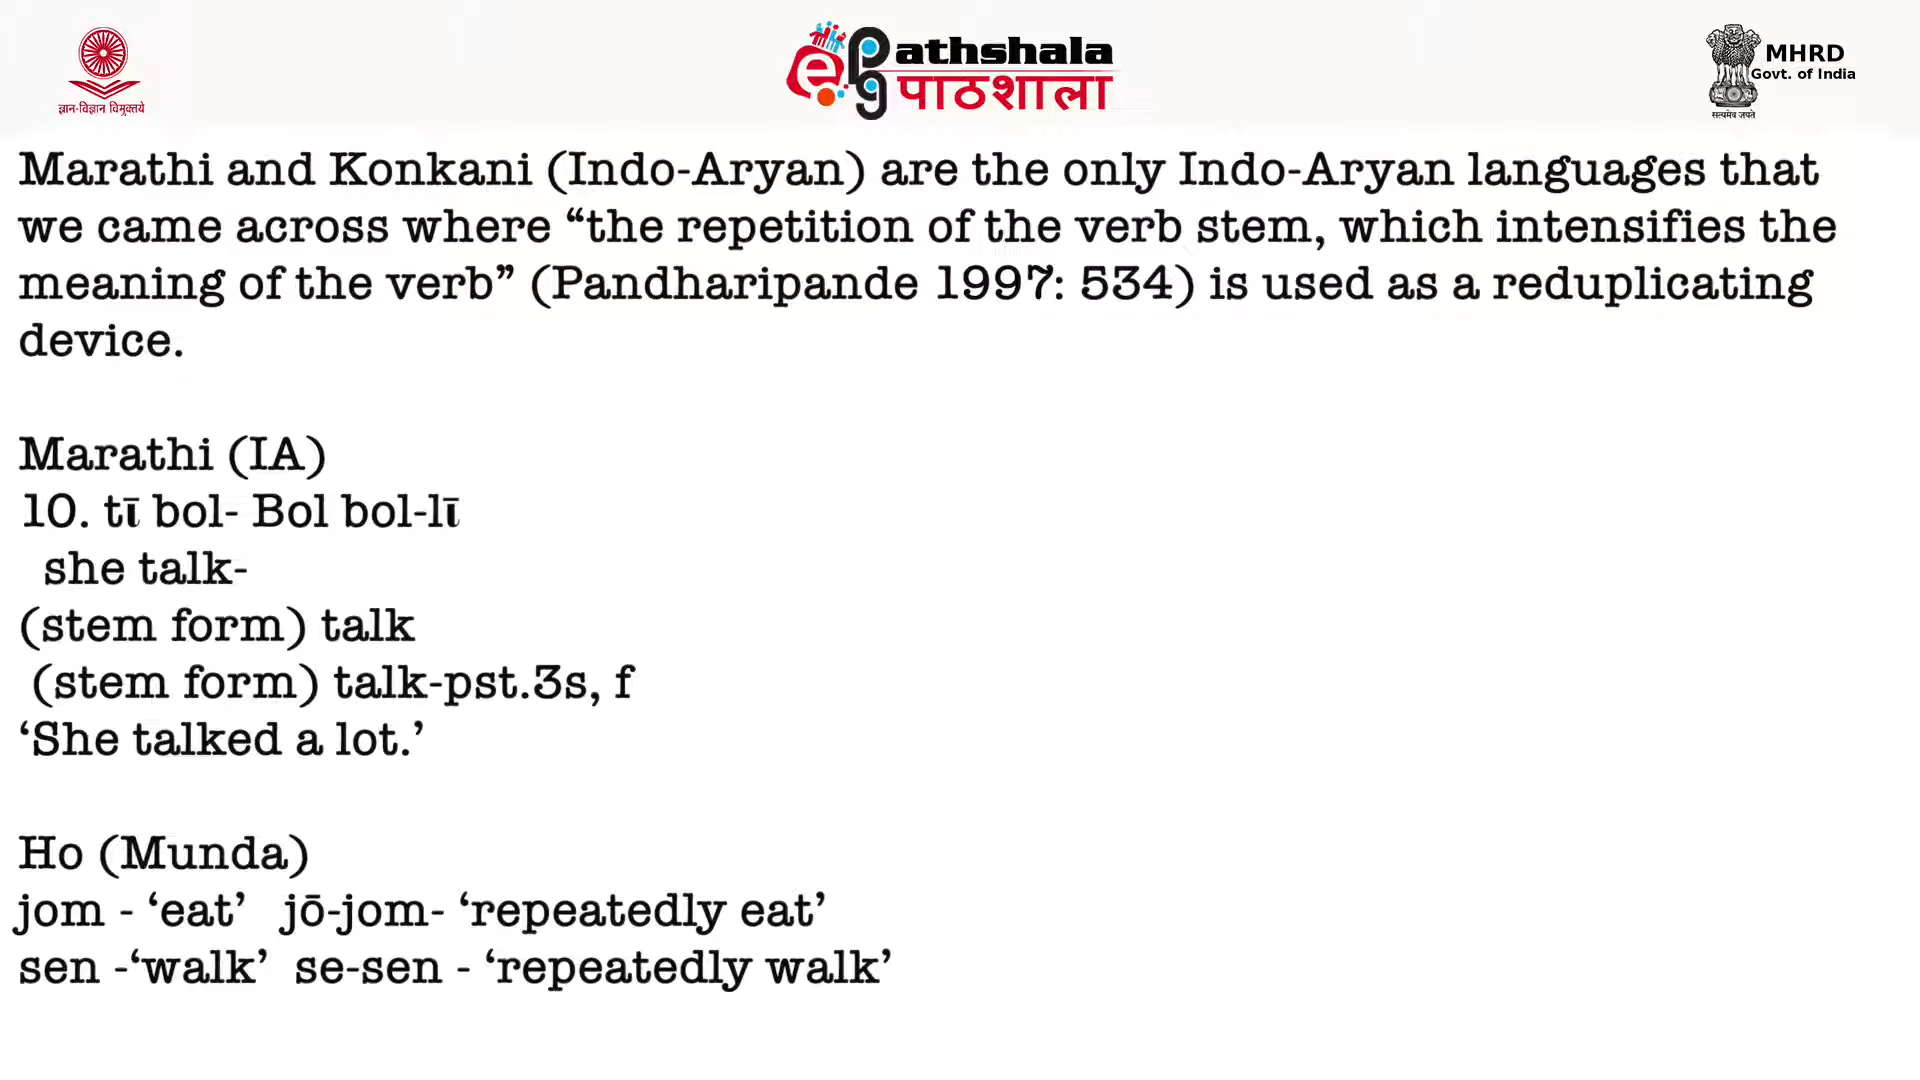 ज्ञान-विज्ञान विमुक्तये
ePG Pathshala
पाठशाला
MHRD
Govt. of India
सत्यमेव जयते
Marathi and Konkani (Indo-Aryan) are the only Indo-Aryan languages that
we came across where “the repetition of the verb stem, which intensifies the
meaning of the verb” (Pandharipande 1997: 534) is used as a reduplicating
device.
Marathi (IA)
10. tī bol- Bol bol-lī
she talk-
(stem form) talk
(stem form) talk-pst.3s, f
‘She talked a lot.’
Ho (Munda)
jom - ‘eat’ jō-jom- ‘repeatedly eat’
sen -‘walk’ se-sen - ‘repeatedly walk’